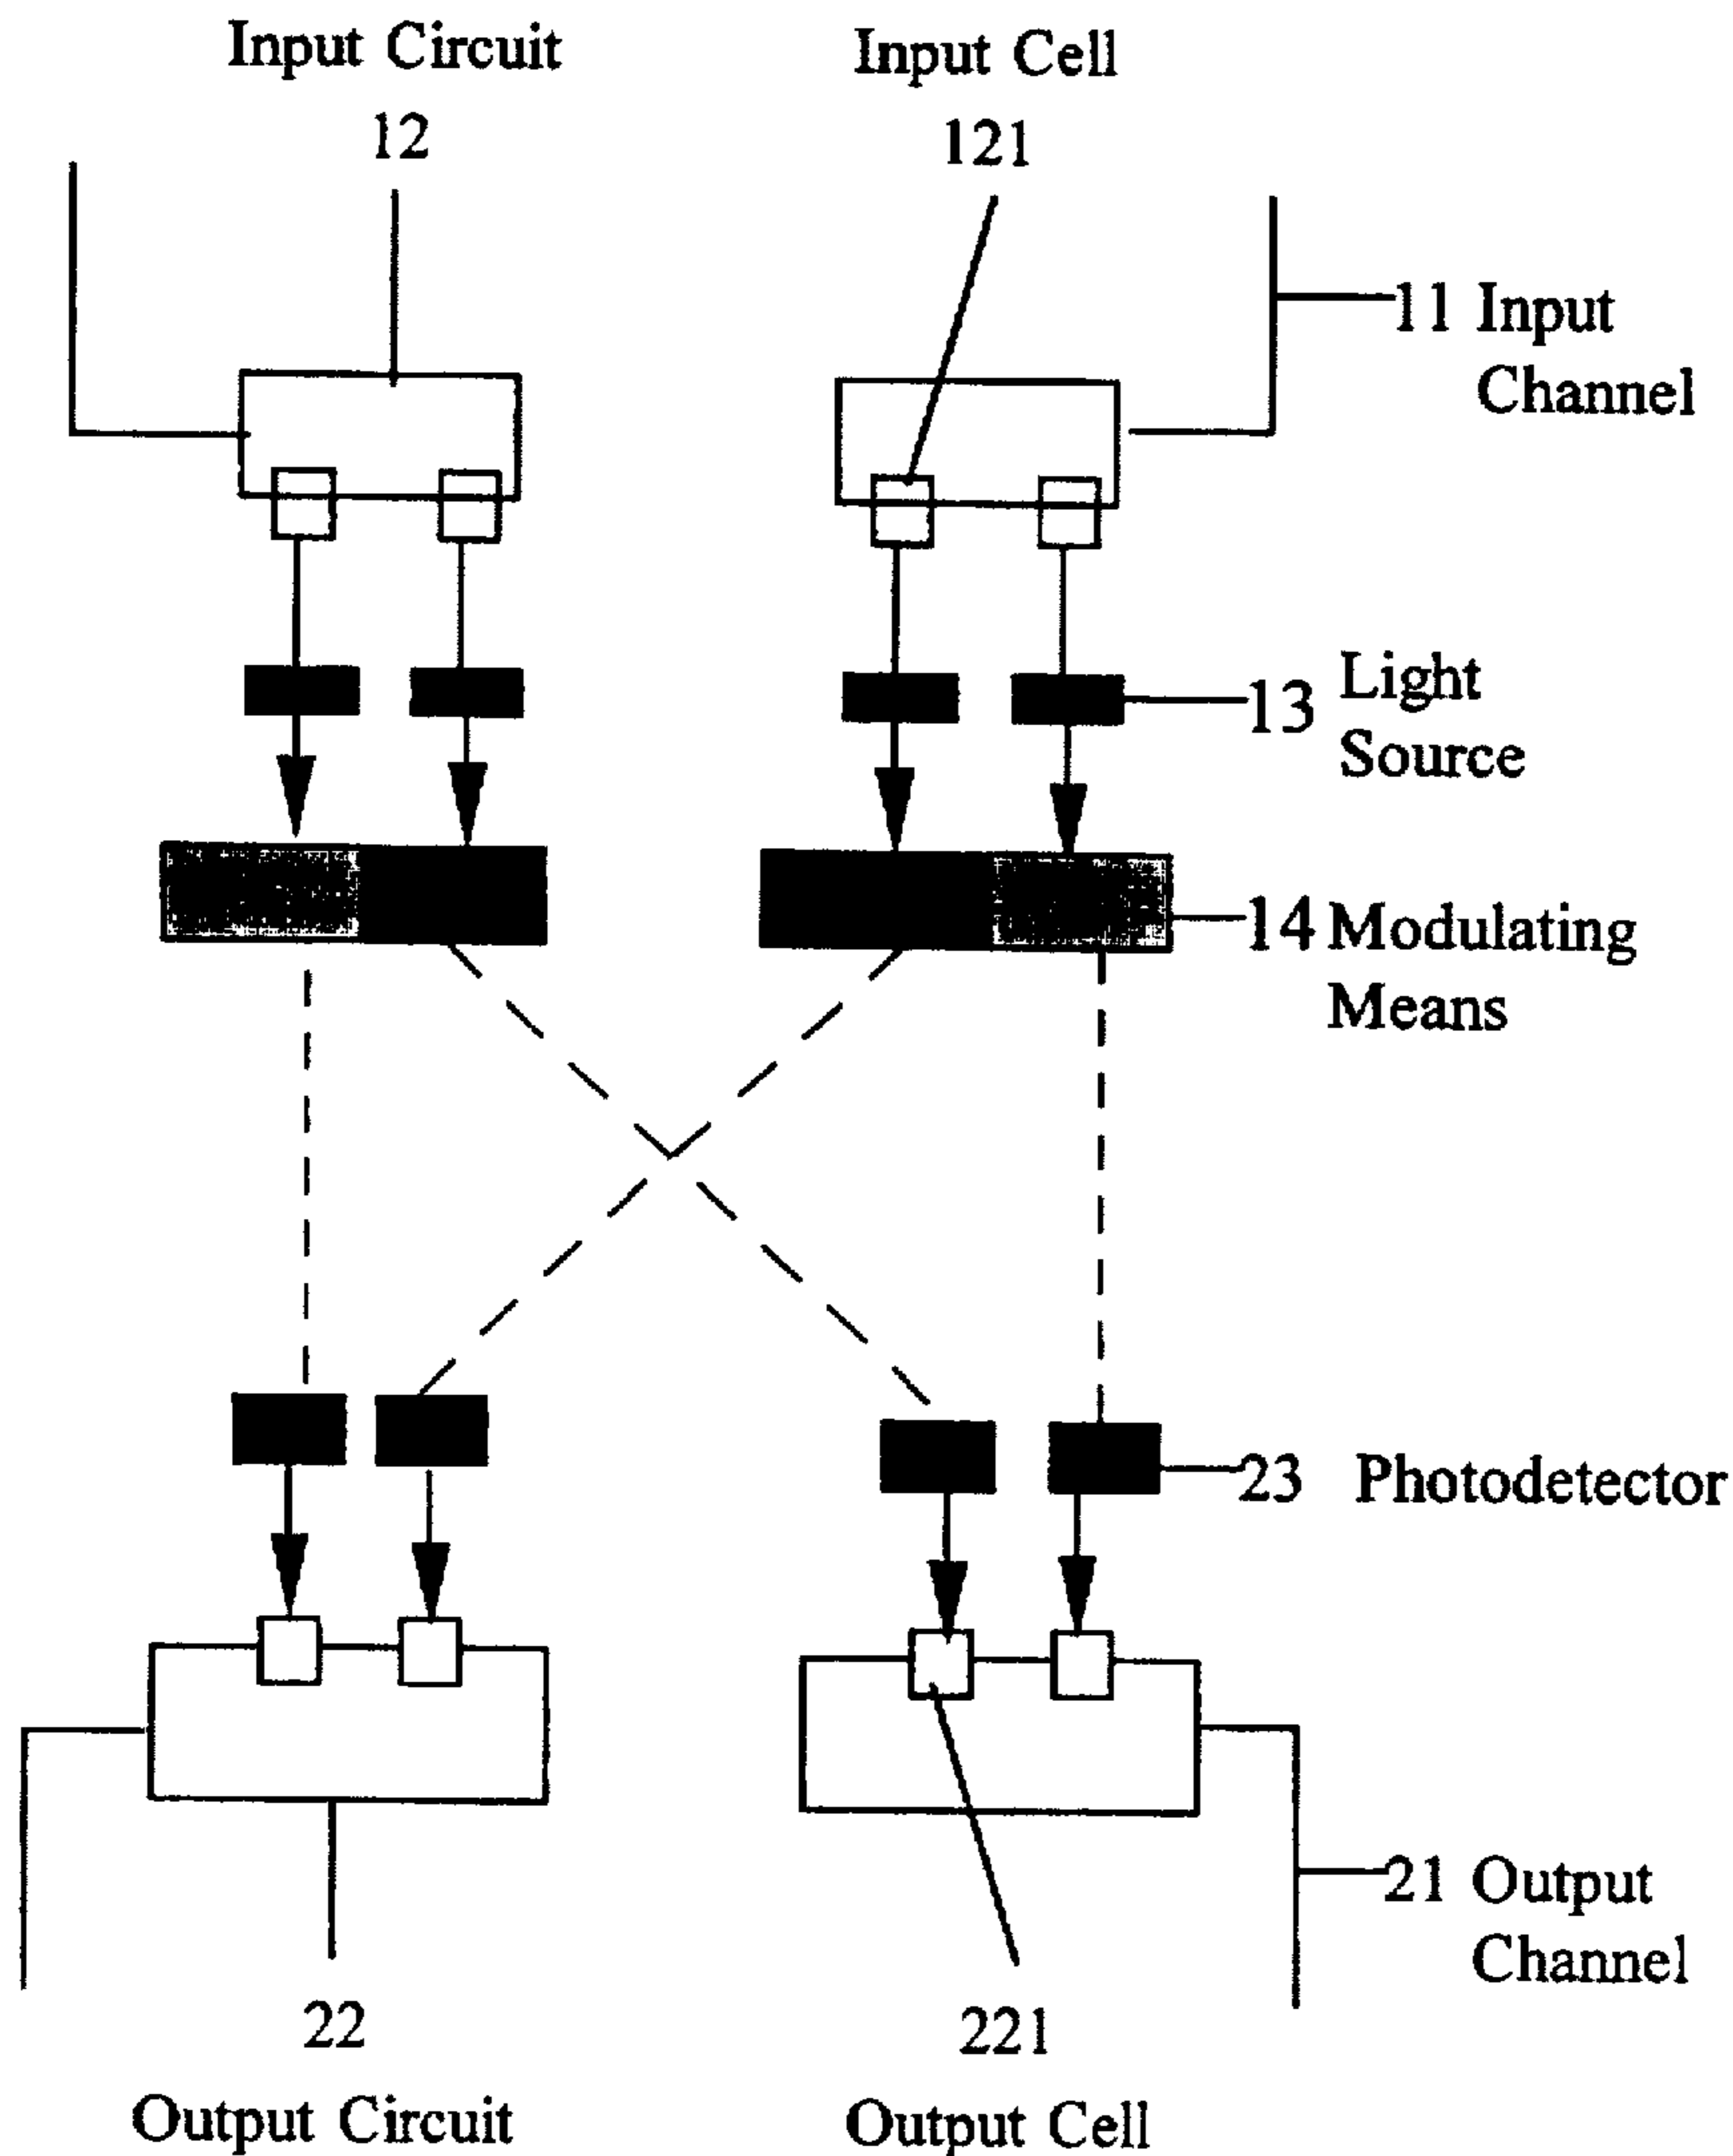 Input Circuit
12
Input Cell
121
11 Input
Channel
13 Light
Source
14 Modulating
Means
23 Photodetector
21 Output
Channel
22
Output Circuit
221
Output Cell